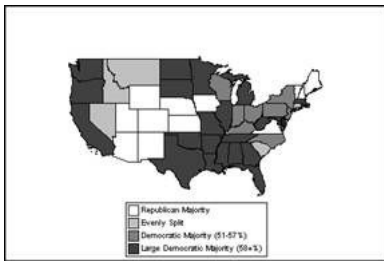 Republican Majority
Evenly Split
Democratic Majority (51-57%)
Large Democratic Majority (58+%)